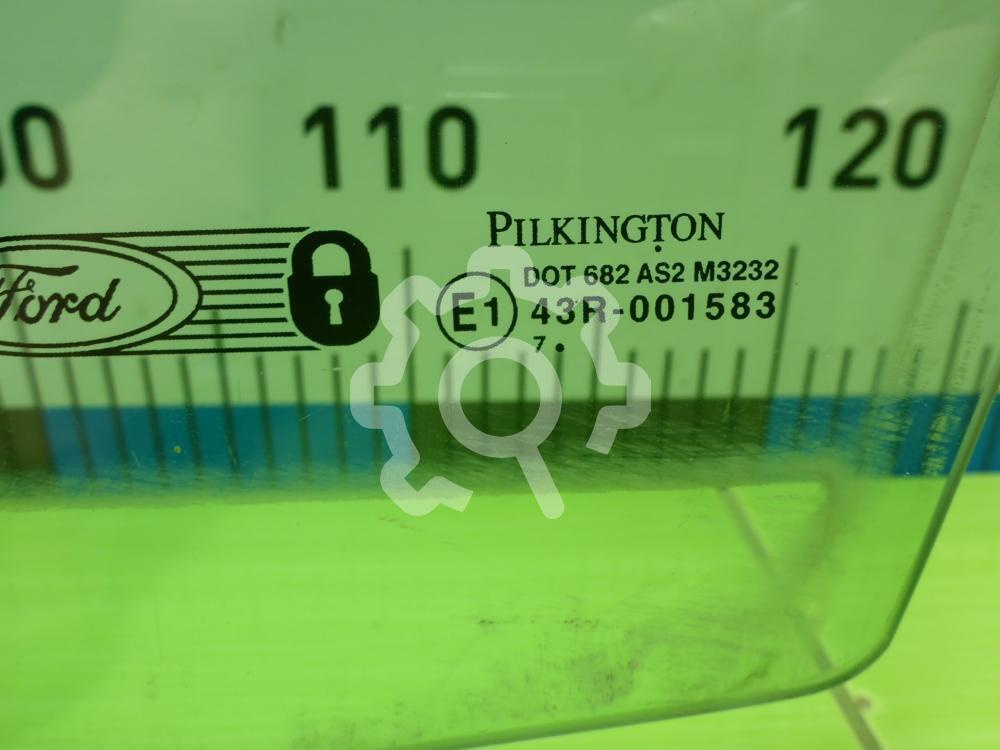 110
120
Ford
PILKINGTON
DOT 682 AS2 M3232
E1 43R-001583
7 •